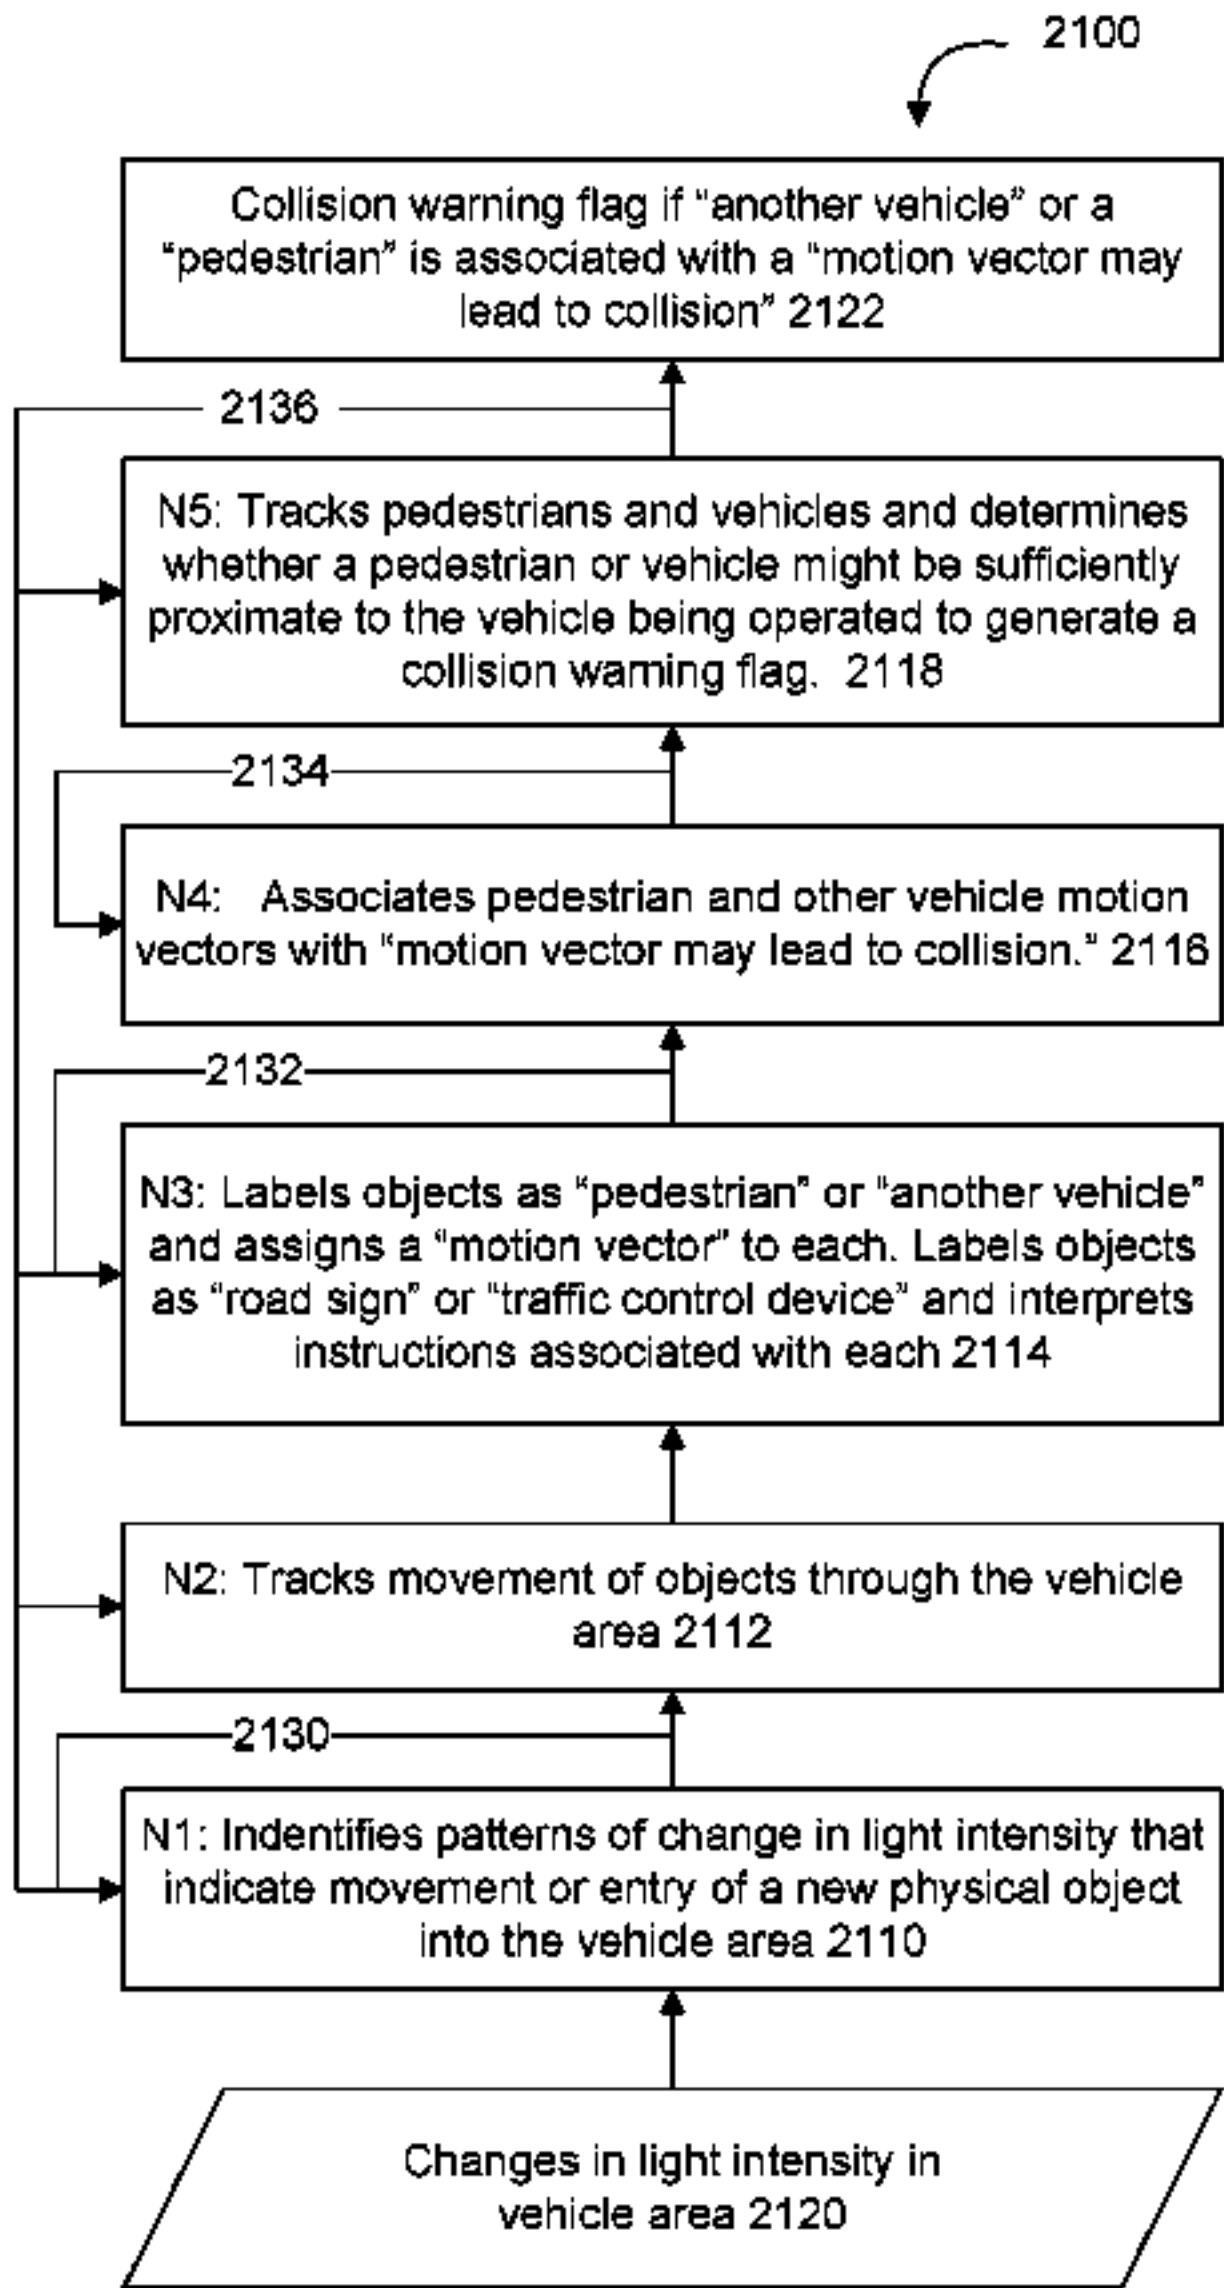 2100
Collision warning flag if “another vehicle” or a
“pedestrian” is associated with a “motion vector may
lead to collision” 2122
2136
N5: Tracks pedestrians and vehicles and determines
whether a pedestrian or vehicle might be sufficiently
proximate to the vehicle being operated to generate a
collision warning flag. 2118
2134
N4: Associates pedestrian and other vehicle motion
vectors with “motion vector may lead to collision.” 2116
2132
N3: Labels objects as “pedestrian” or “another vehicle”
and assigns a “motion vector” to each. Labels objects
as “road sign” or “traffic control device” and interprets
instructions associated with each 2114
N2: Tracks movement of objects through the vehicle
area 2112
2130
N1: Indentifies patterns of change in light intensity that
indicate movement or entry of a new physical object
into the vehicle area 2110
Changes in light intensity in
vehicle area 2120